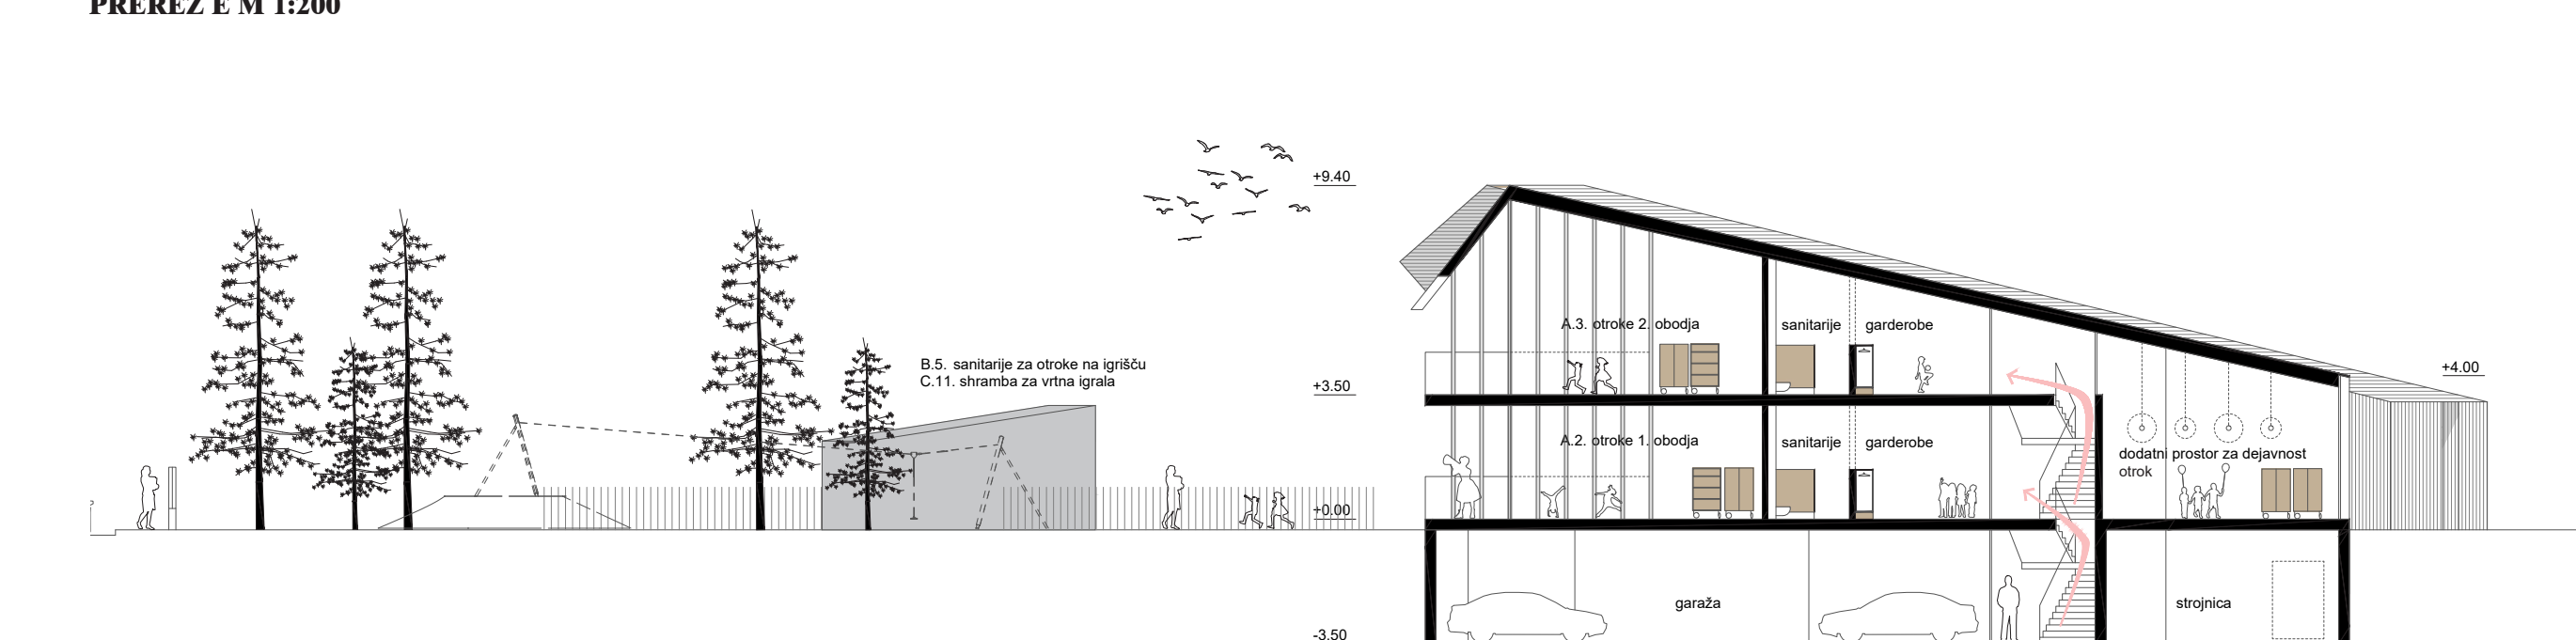 PREREZ E M 1:200
+9.40
A.3. otroke 2. obodja
sanitarije
garderobe
B.5. sanitarije za otroke na igrišču
C.11. shramba za vrtna igrala
+3.50
+4.00
A.2. otroke 1. obodja
sanitarije
garderobe
dodatni prostor za dejavnost
otrok
+0.00
garaža
strojnica
-3.50